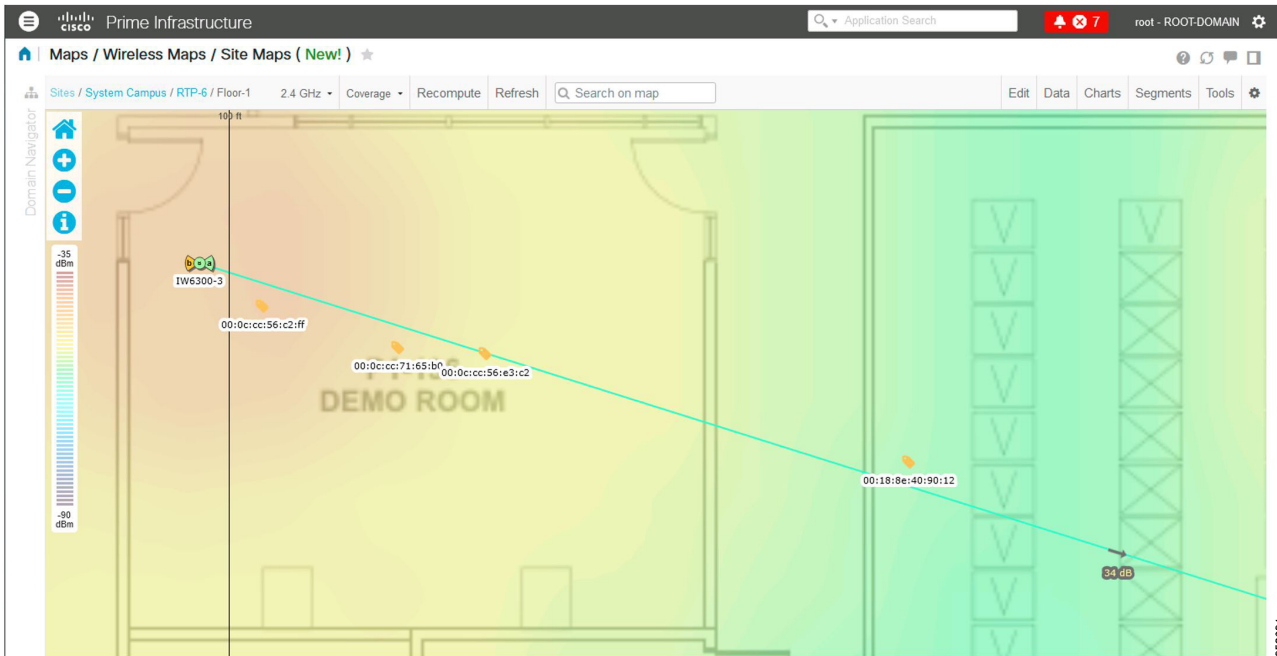 cisco Prime Infrastructure
Application Search
7
root - ROOT-DOMAIN
Maps / Wireless Maps / Site Maps ( New! )
Domain Navigator
Sites / System Campus / RTP-6 / Floor-1
2.4 GHz
Coverage
Recompute
Refresh
Search on map
Edit
Data
Charts
Segments
Tools
100 ft
-35
dBm
b
a
IW6300-3
00:0c:cc:56:c2:ff
00:0c:cc:71:65:b0
00:0c:cc:56:e3:c2
DEMO ROOM
00:18:8e:40:90:12
-90
dBm
34 dB